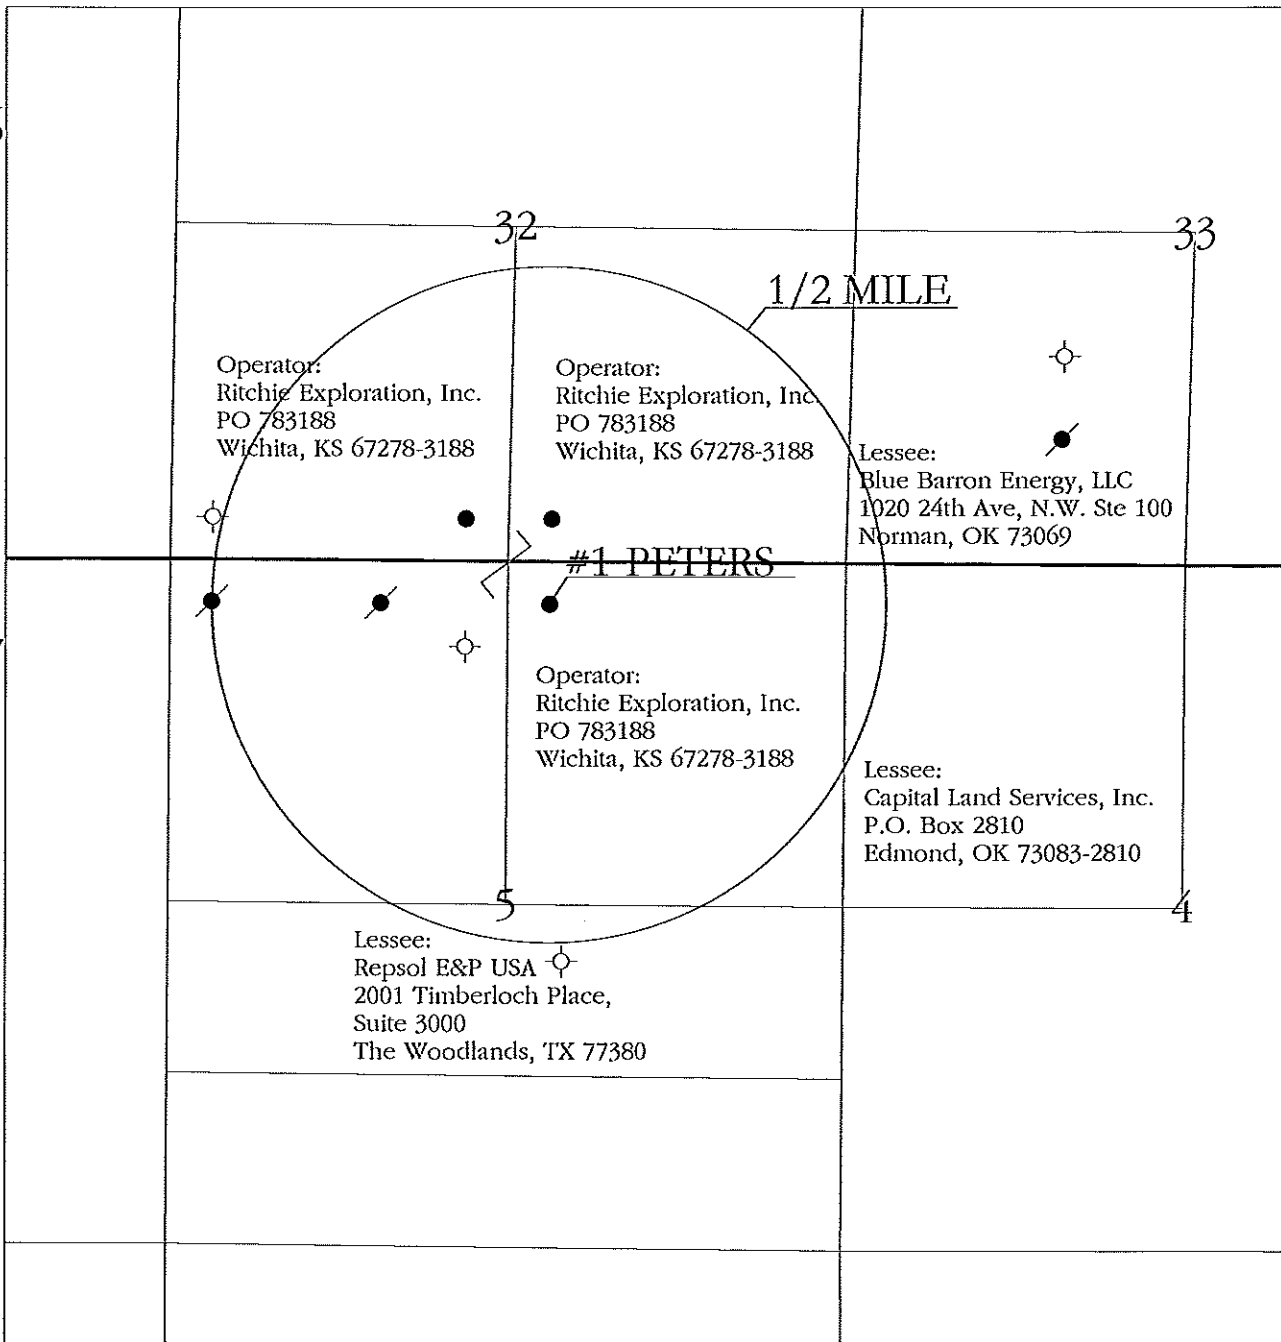 32
33
1/2 MILE
Operator:
Ritchie Exploration, Inc.
PO 783188
Wichita, KS 67278-3188
Operator:
Ritchie Exploration, Inc.
PO 783188
Wichita, KS 67278-3188
Lessee:
Blue Barron Energy, LLC
1020 24th Ave, N.W. Ste 100
Norman, OK 73069
#1 PETERS
Operator:
Ritchie Exploration, Inc.
PO 783188
Wichita, KS 67278-3188
Lessee:
Capital Land Services, Inc.
P.O. Box 2810
Edmond, OK 73083-2810
5
4
Lessee:
Repsol E&P USA
2001 Timberloch Place,
Suite 3000
The Woodlands, TX 77380